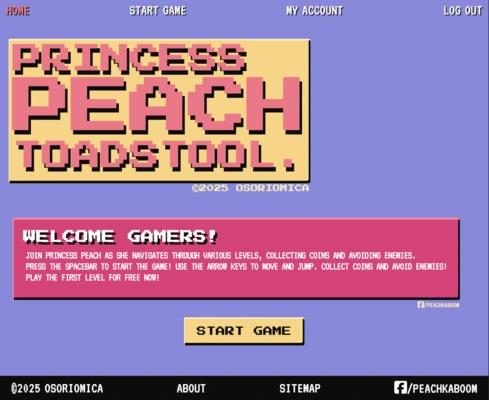 HOME START GAME MY ACCOUNT LOG OUT
PRINCESS
PEACH
TOADSTOOL.
©2025 OSORIOMICA
WELCOME GAMERS!
JOIN PRINCESS PEACH AS SHE NAVIGATES THROUGH VARIOUS LEVELS, COLLECTING COINS AND AVOIDING ENEMIES.
PRESS THE SPACEBAR TO START THE GAME! USE THE ARROW KEYS TO MOVE AND JUMP. COLLECT COINS AND AVOID ENEMIES!
PLAY THE FIRST LEVEL FOR FREE NOW!
/PEACHKABOOM
START GAME
©2025 OSORIOMICA ABOUT SITEMAP /PEACHKABOOM